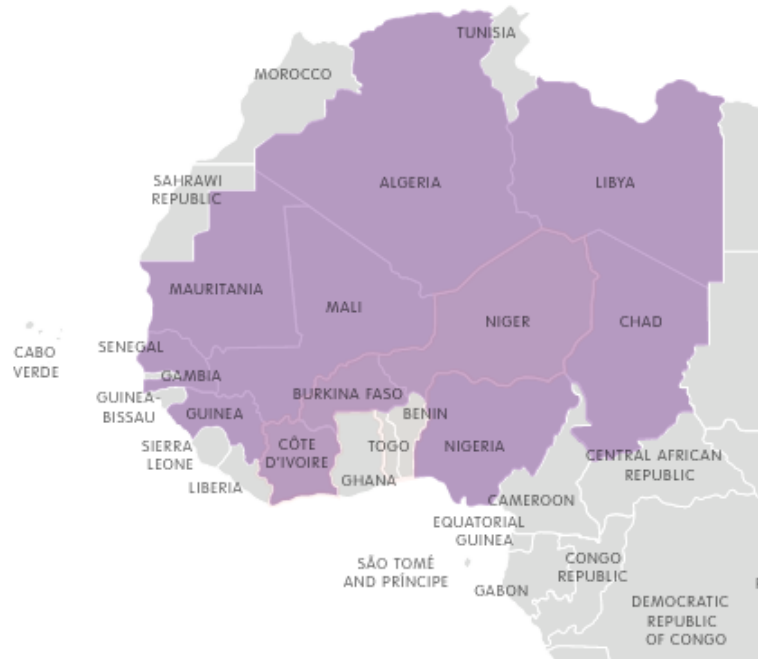 TUNISIA
MOROCCO
ALGERIA
LIBYA
SAHRAWI
REPUBLIC
MAURITANIA
MALI
NIGER
CHAD
CABO
VERDE
SENEGAL
GAMBIA
GUINEA-
BISSAU
GUINEA
BURKINA FASO
BENIN
SIERRA
LEONE
LIBERIA
CÔTE
D'IVOIRE
GHANA
TOGO
NIGERIA
CENTRAL AFRICAN
REPUBLIC
CAMEROON
EQUATORIAL
GUINEA
SÃO TOMÉ
AND PRÍNCIPE
GABON
CONGO
REPUBLIC
DEMOCRATIC
REPUBLIC
OF CONGO